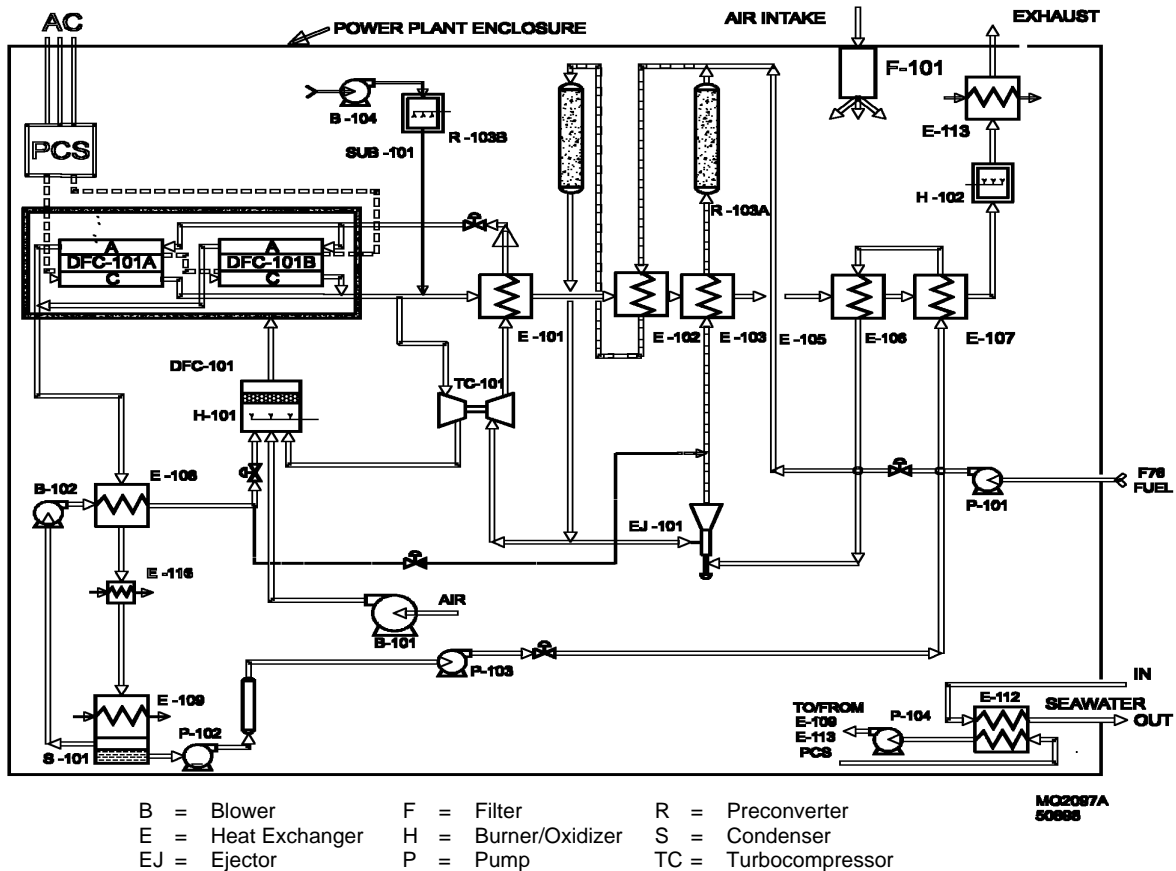 AC
POWER PLANT ENCLOSURE
AIR INTAKE
EXHAUST
F-101
B-104
R-103B
E-113
PCS
SUB-101
H-102
R-103A
A
DFC-101A
C
A
DFC-101B
C
E-101
E-102
E-103
E-105
E-106
E-107
DFC-101
TC-101
H-101
E-108
B-102
F76
FUEL
P-101
EJ-101
E-116
AIR
B-101
P-103
E-109
P-102
S-101
IN
E-112
SEAWATER
OUT
TO/FROM
E-109
E-113
PCS
P-104
MO2097A
50898
B = Blower F = Filter R = Preconverter
E = Heat Exchanger H = Burner/Oxidizer S = Condenser
EJ = Ejector P = Pump TC = Turbocompressor